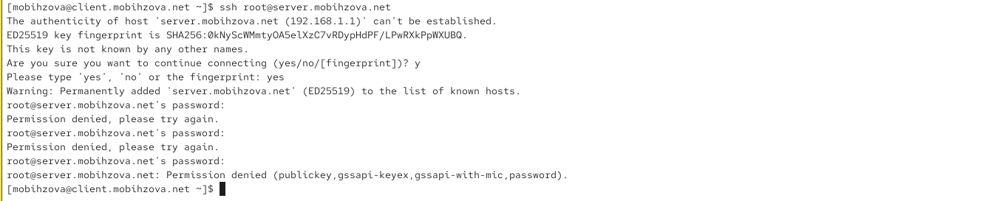 [mobihzova@client.mobihzova.net ~]$ ssh root@server.mobihzova.net
The authenticity of host 'server.mobihzova.net (192.168.1.1)' can't be established.
ED25519 key fingerprint is SHA256:0kNyScWMmtyOA5elXzC7vRDypHdPF/LPwRXkPpWXUBQ.
This key is not known by any other names.
Are you sure you want to continue connecting (yes/no/[fingerprint])? y
Please type 'yes', 'no' or the fingerprint: yes
Warning: Permanently added 'server.mobihzova.net' (ED25519) to the list of known hosts.
root@server.mobihzova.net's password:
Permission denied, please try again.
root@server.mobihzova.net's password:
Permission denied, please try again.
root@server.mobihzova.net's password:
root@server.mobihzova.net: Permission denied (publickey,gssapi-keyex,gssapi-with-mic,password).
[mobihzova@client.mobihzova.net ~]$